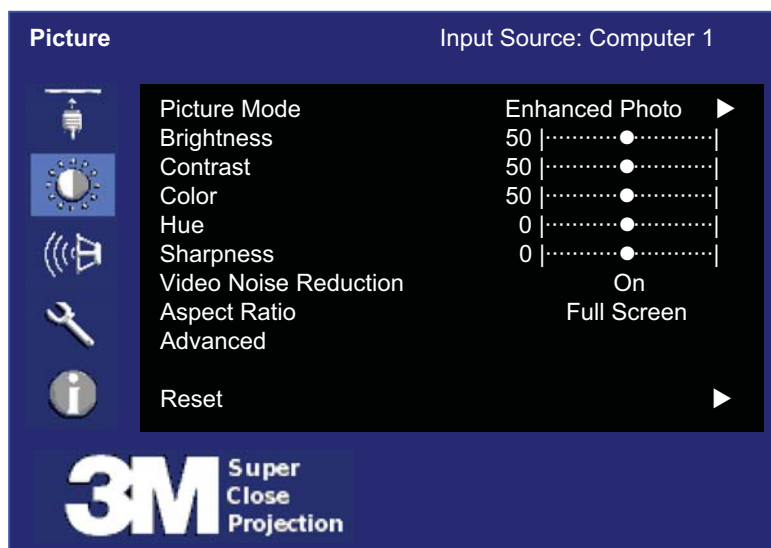 Picture
Input Source: Computer 1
Picture Mode Enhanced Photo ▶
Brightness 50 |···········●···········|
Contrast 50 |···········●···········|
Color 50 |···········●···········|
Hue 0 |···········●···········|
Sharpness 0 |···········●···········|
Video Noise Reduction On
Aspect Ratio Full Screen
Advanced
Reset ▶
3M Super
Close
Projection